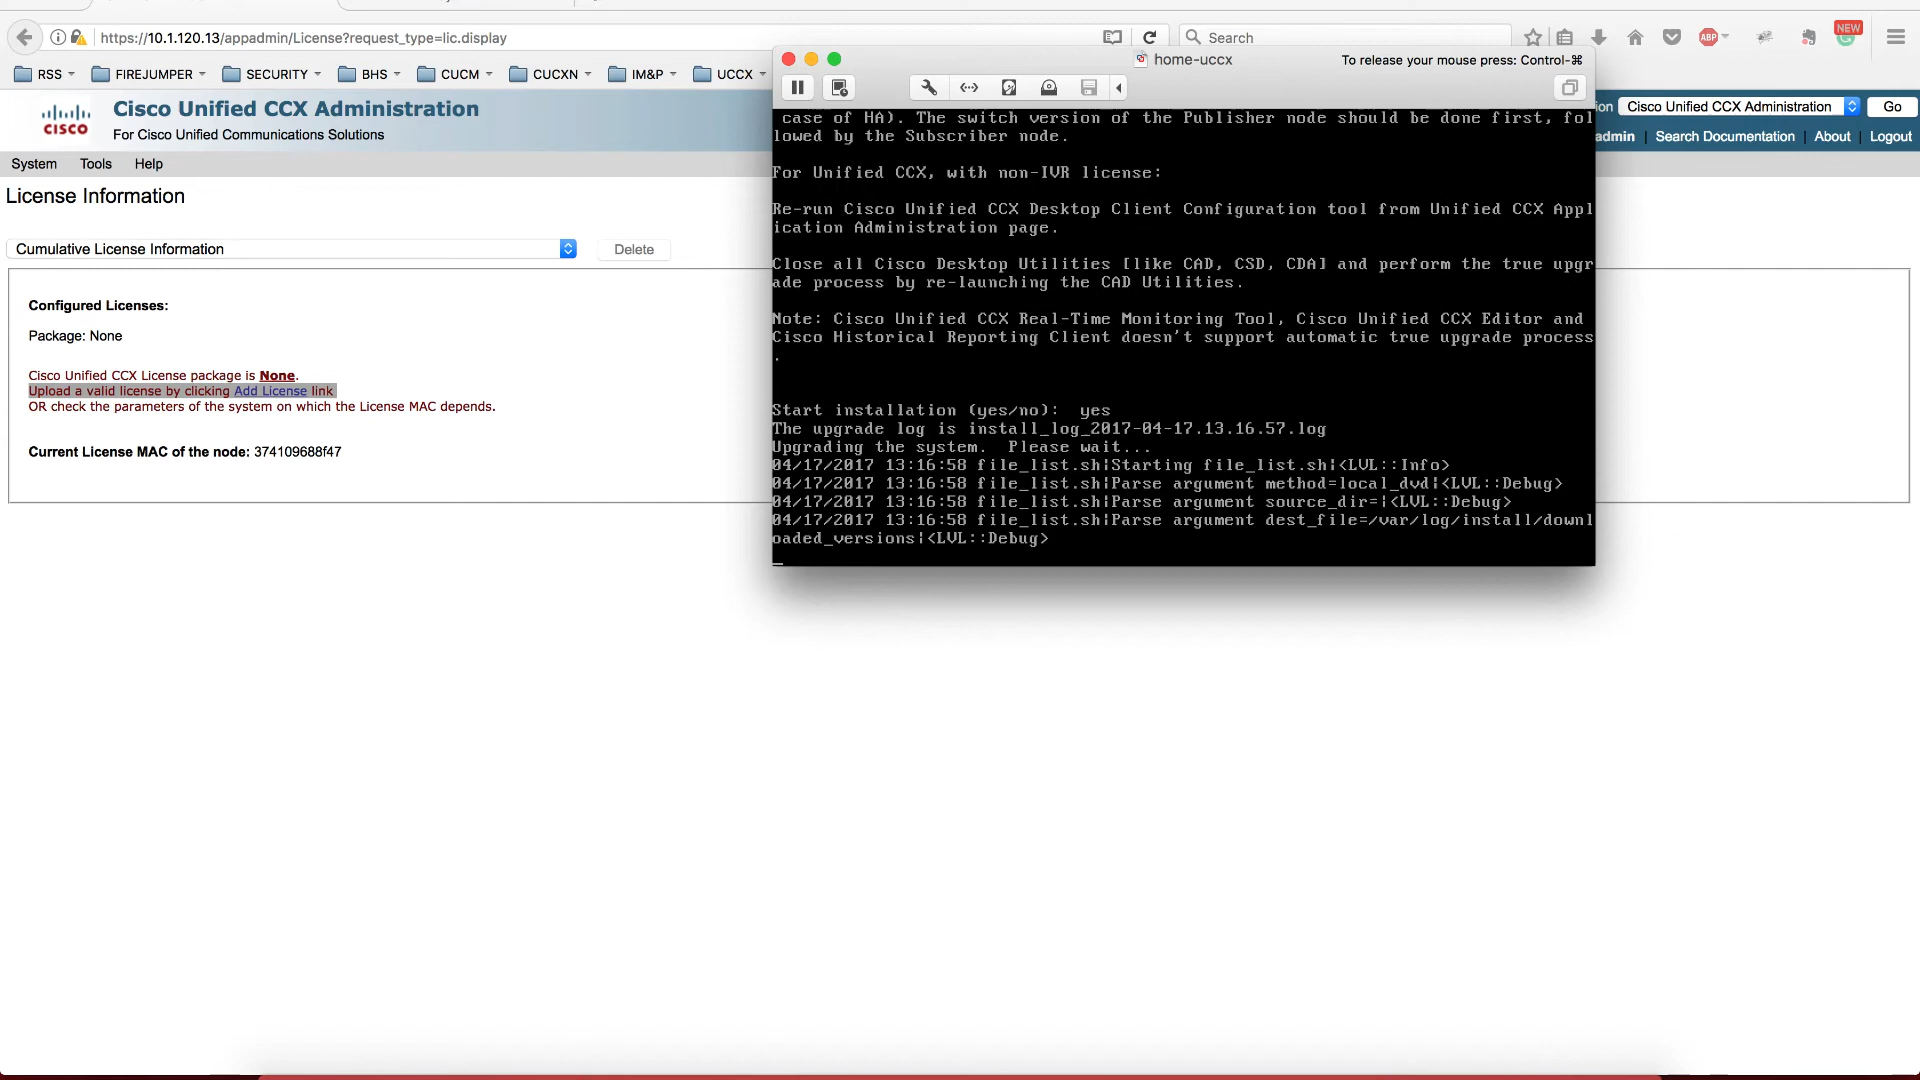 https://10.1.120.13/appadmin/License?request_type=lic.display
Search
NEW
ABP
RSS
FIREJUMPER
SECURITY
BHS
CUCM
CUCXN
IM&P
UCCX
home-uccx
To release your mouse press: Control-⌘
CISCO
Cisco Unified CCX Administration
For Cisco Unified Communications Solutions
ion
Cisco Unified CCX Administration
Go
admin | Search Documentation | About | Logout
System
Tools
Help
License Information
Cumulative License Information
Delete
Configured Licenses:
Package: None
Cisco Unified CCX License package is None.
Upload a valid license by clicking Add License link
OR check the parameters of the system on which the License MAC depends.
Current License MAC of the node: 374109688f47
case of HA). The switch version of the Publisher node should be done first, fol
lowed by the Subscriber node.
For Unified CCX, with non-IVR license:
Re-run Cisco Unified CCX Desktop Client Configuration tool from Unified CCX Appl
ication Administration page.
Close all Cisco Desktop Utilities [like CAD, CSD, CDA] and perform the true upgr
ade process by re-launching the CAD Utilities.
Note: Cisco Unified CCX Real-Time Monitoring Tool, Cisco Unified CCX Editor and
Cisco Historical Reporting Client doesn't support automatic true upgrade process
.
Start installation (yes/no):  yes
The upgrade log is install_log_2017-04-17.13.16.57.log
Upgrading the system.  Please wait...
04/17/2017 13:16:58 file_list.sh|Starting file_list.sh|<LVL::Info>
04/17/2017 13:16:58 file_list.sh|Parse argument method=local_dvd|<LVL::Debug>
04/17/2017 13:16:58 file_list.sh|Parse argument source_dir=|<LVL::Debug>
04/17/2017 13:16:58 file_list.sh|Parse argument dest_file=/var/log/install/downl
oaded_versions|<LVL::Debug>
_